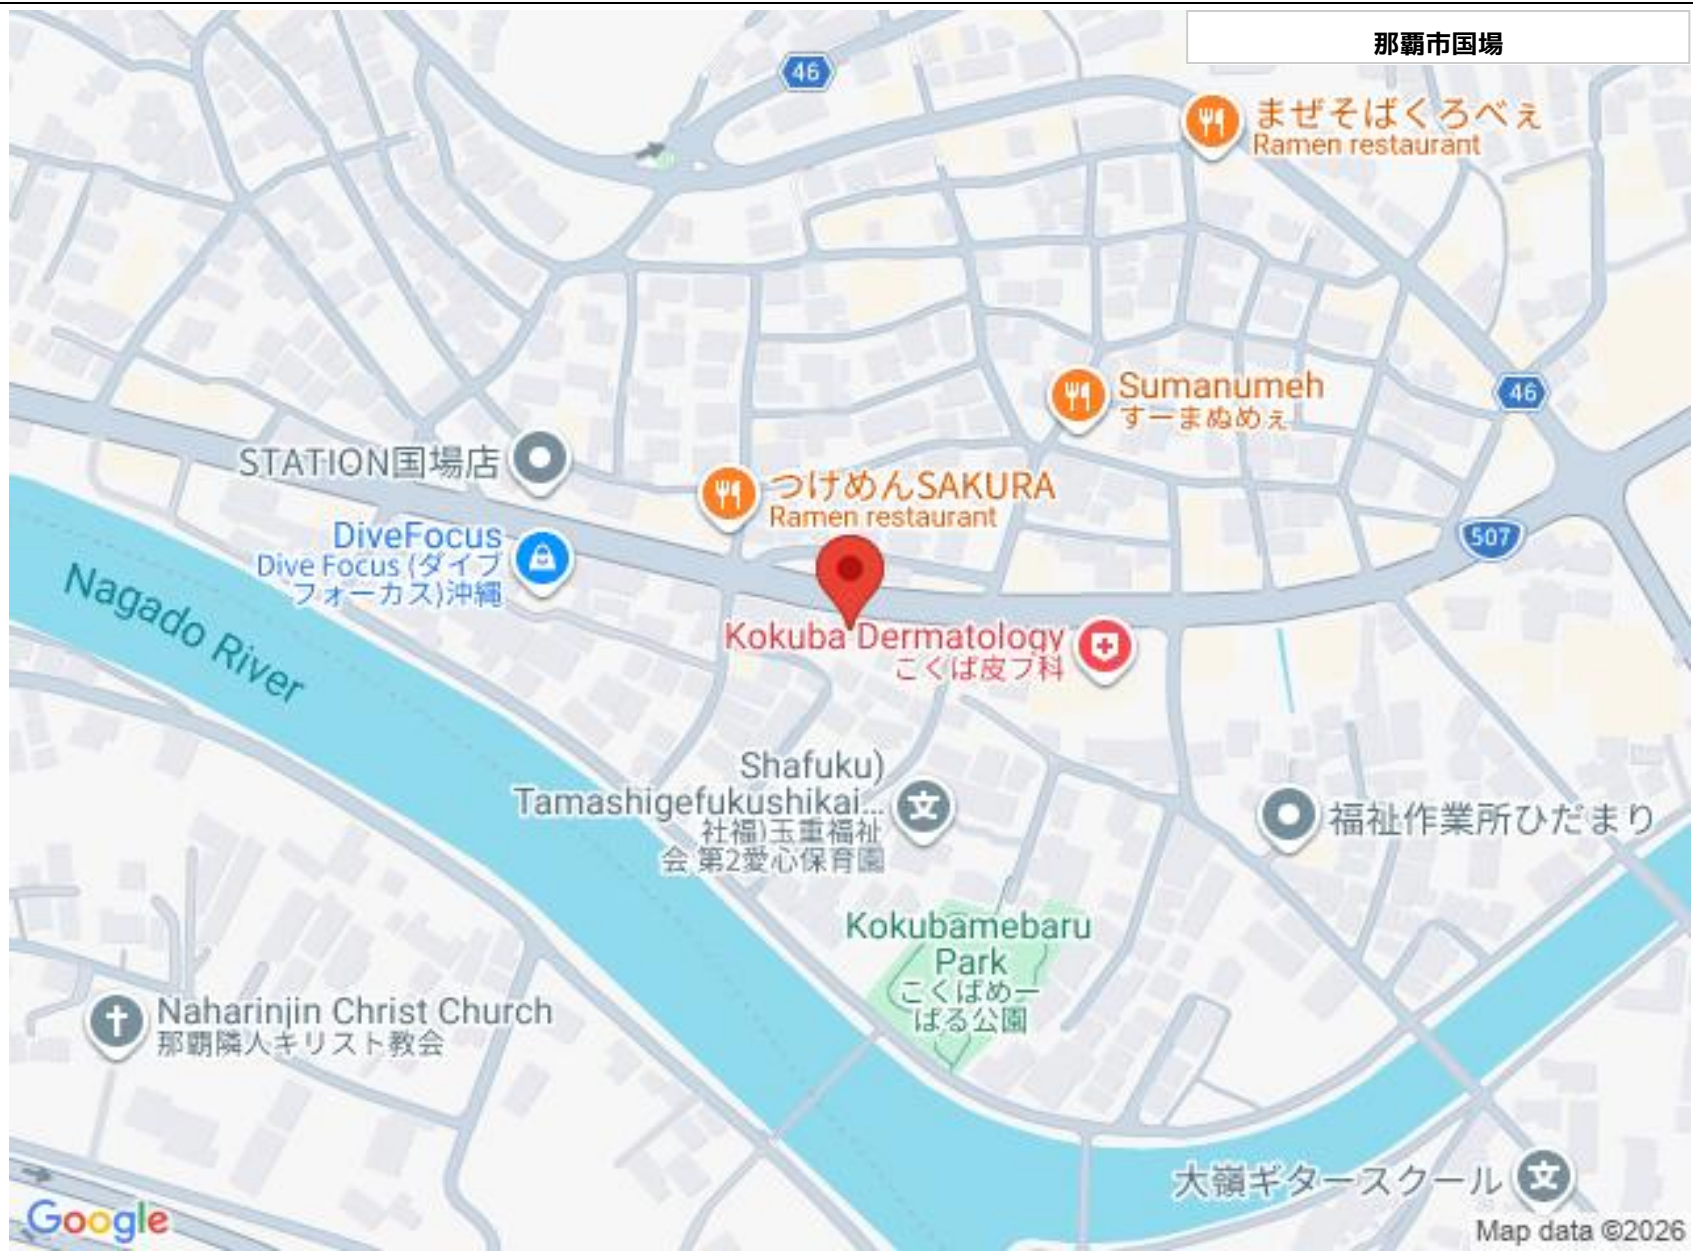 那覇市国場
46
まぜそばくろべぇ
Ramen restaurant
Sumanumeh
すーまぬめぇ
46
STATION国場店
つけめんSAKURA
Ramen restaurant
507
DiveFocus
Dive Focus (ダイブ
フォーカス)沖縄
Nagado River
Kokuba Dermatology
こくば皮フ科
Shafuku)
Tamashigefukushikai...
社福)玉重福祉
会 第2愛心保育園
福祉作業所ひだまり
Kokubamebaru
Park
こくばめー
ばる公園
Naharinjin Christ Church
那覇隣人キリスト教会
大嶺ギタースクール
Google
Map data ©2026